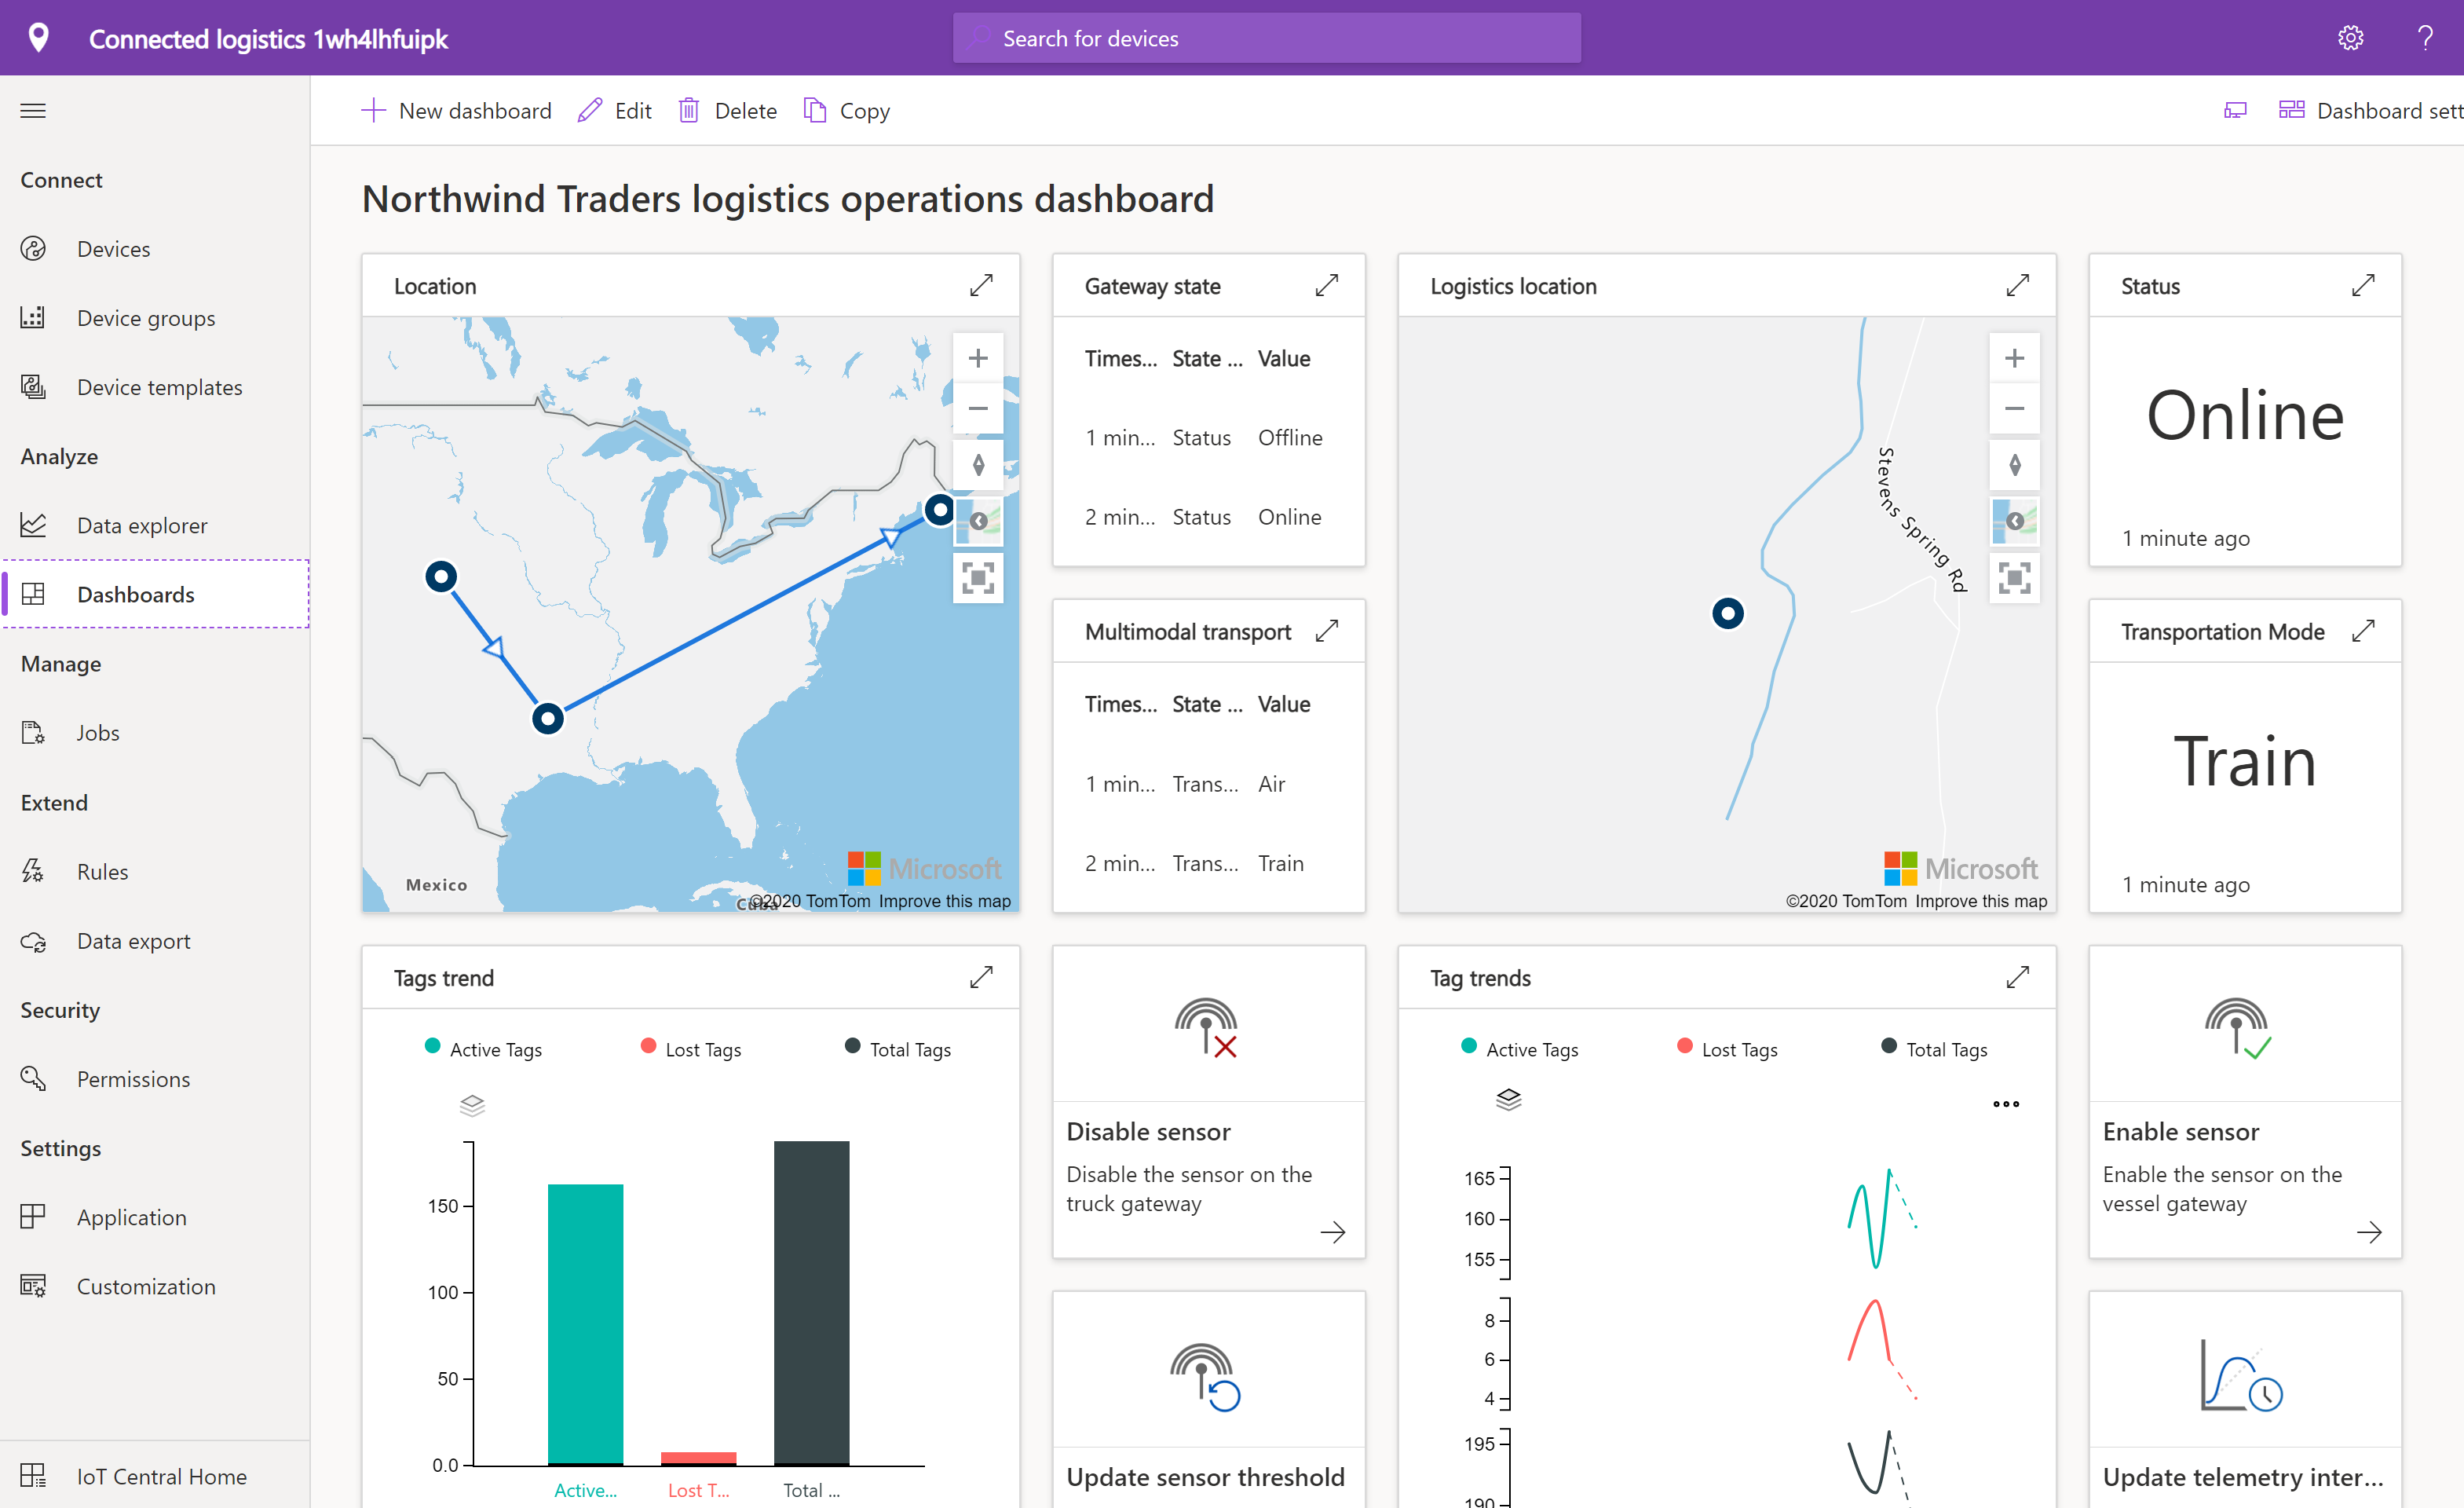 Connected logistics 1wh4lhfuipk
Search for devices
?
New dashboard
Edit
Delete
Copy
Dashboard sett
Connect
Devices
Device groups
Device templates
Analyze
Data explorer
Dashboards
Manage
Jobs
Extend
Rules
Data export
Security
Permissions
Settings
Application
Customization
IoT Central Home
Northwind Traders logistics operations dashboard
Location
Mexico
Cuba
Microsoft
©2020 TomTom Improve this map
Gateway state
Times... State ... Value
1 min... Status Offline
2 min... Status Online
Multimodal transport
Times... State ... Value
1 min... Trans... Air
2 min... Trans... Train
Logistics location
Stevens Spring Rd
Microsoft
©2020 TomTom Improve this map
Status
Online
1 minute ago
Transportation Mode
Train
1 minute ago
Tags trend
Active Tags
Lost Tags
Total Tags
150
100
50
0.0
Active...
Lost T...
Total ...
Disable sensor
Disable the sensor on the
truck gateway
Update sensor threshold
Tag trends
Active Tags
Lost Tags
Total Tags
165
160
155
8
6
4
195
190
Enable sensor
Enable the sensor on the
vessel gateway
Update telemetry inter...